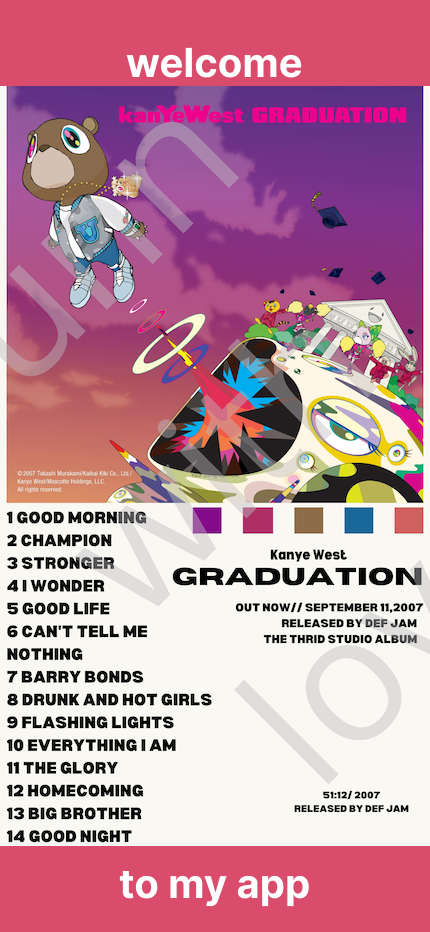 welcome
kanYeWest GRADUATION
©2007 Takashi Murakami/Kaikai Kiki Co., Ltd./
Kanye West/Mascotte Holdings, LLC.
All rights reserved.
1 GOOD MORNING
2 CHAMPION
3 STRONGER
4 I WONDER
5 GOOD LIFE
6 CAN'T TELL ME
NOTHING
7 BARRY BONDS
8 DRUNK AND HOT GIRLS
9 FLASHING LIGHTS
10 EVERYTHING I AM
11 THE GLORY
12 HOMECOMING
13 BIG BROTHER
14 GOOD NIGHT
Kanye West
GRADUATION
OUT NOW// SEPTEMBER 11,2007
RELEASED BY DEF JAM
THE THRID STUDIO ALBUM
51:12/ 2007
RELEASED BY DEF JAM
to my app